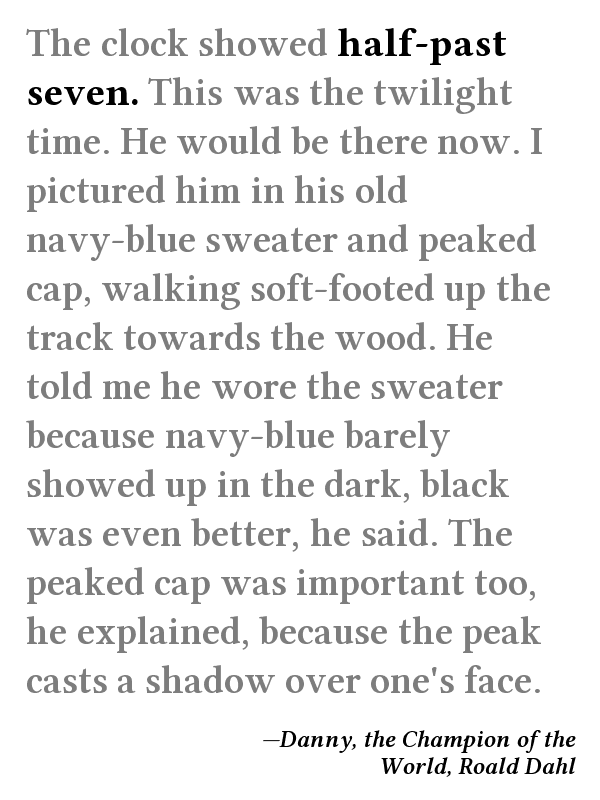 The clock showed half-past
seven. This was the twilight
time. He would be there now. I
pictured him in his old
navy-blue sweater and peaked
cap, walking soft-footed up the
track towards the wood. He
told me he wore the sweater
because navy-blue barely
showed up in the dark, black
was even better, he said. The
peaked cap was important too,
he explained, because the peak
casts a shadow over one's face.
—Danny, the Champion of the
World, Roald Dahl